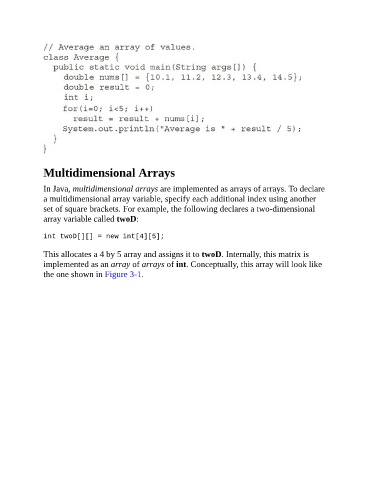 // Average an array of values.
class Average {
public static void main(String args[]) {
double nums[] = {10.1, 11.2, 12.3, 13.4, 14.5};
double result = 0;
int i;
for(i=0; i<5; i++)
result = result + nums[i];
System.out.println("Average is " + result / 5);
}
}
Multidimensional Arrays
In Java, multidimensional arrays are implemented as arrays of arrays. To declare
a multidimensional array variable, specify each additional index using another
set of square brackets. For example, the following declares a two-dimensional
array variable called twoD:
int twoD[][] = new int[4][5];
This allocates a 4 by 5 array and assigns it to twoD. Internally, this matrix is
implemented as an array of arrays of int. Conceptually, this array will look like
the one shown in Figure 3-1.